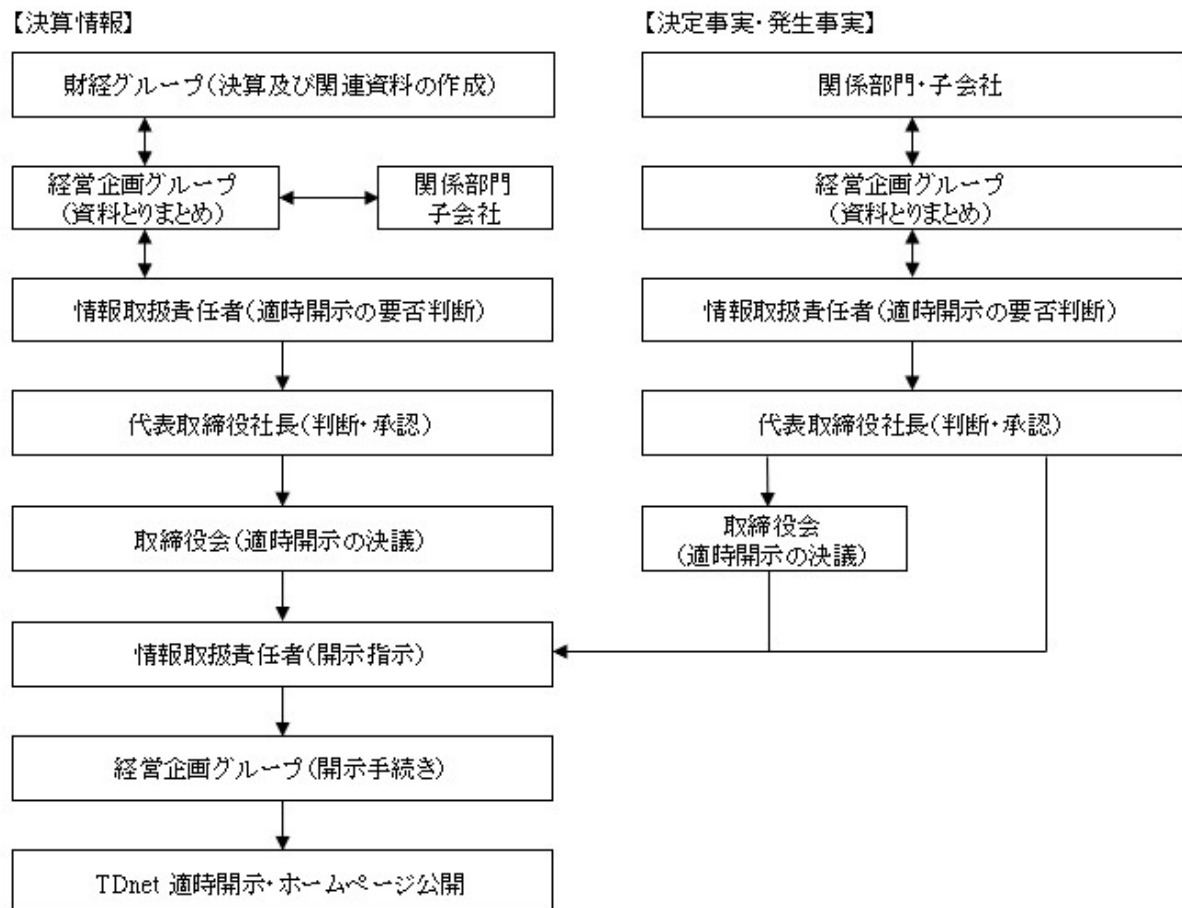 【決算情報】
財経グループ(決算及び関連資料の作成)
経営企画グループ
(資料とりまとめ)
関係部門
子会社
情報取扱責任者(適時開示の要否判断)
代表取締役社長(判断・承認)
取締役会(適時開示の決議)
情報取扱責任者(開示指示)
経営企画グループ(開示手続き)
TDnet 適時開示・ホームページ公開
【決定事実・発生事実】
関係部門・子会社
経営企画グループ
(資料とりまとめ)
情報取扱責任者(適時開示の要否判断)
代表取締役社長(判断・承認)
取締役会
(適時開示の決議)